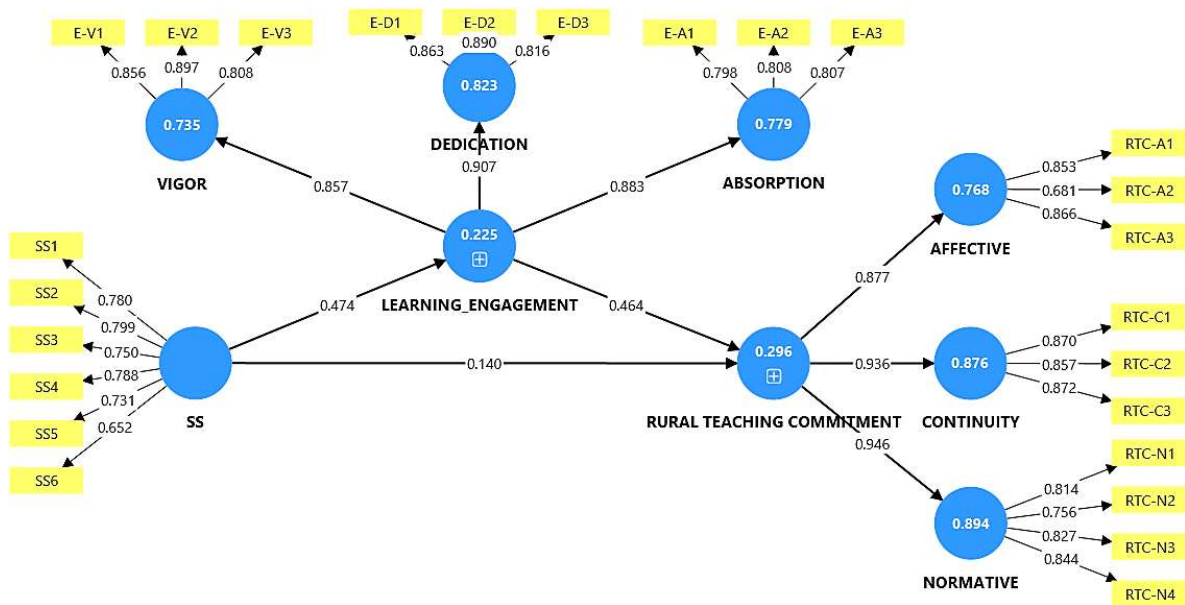 E-V1
E-V2
E-V3
0.856
0.897
0.808
0.735
VIGOR
E-D1
E-D2
E-D3
0.863
0.890
0.816
0.823
DEDICATION
E-A1
E-A2
E-A3
0.798
0.808
0.807
0.779
ABSORPTION
0.857
0.907
0.883
0.225
LEARNING_ENGAGEMENT
SS1
SS2
SS3
SS4
SS5
SS6
0.780
0.799
0.750
0.788
0.731
0.652
SS
0.474
0.464
0.140
0.296
RURAL TEACHING COMMITMENT
0.877
0.936
0.946
0.768
AFFECTIVE
0.853
0.681
0.866
RTC-A1
RTC-A2
RTC-A3
0.876
CONTINUITY
0.870
0.857
0.872
RTC-C1
RTC-C2
RTC-C3
0.894
NORMATIVE
0.814
0.756
0.827
0.844
RTC-N1
RTC-N2
RTC-N3
RTC-N4